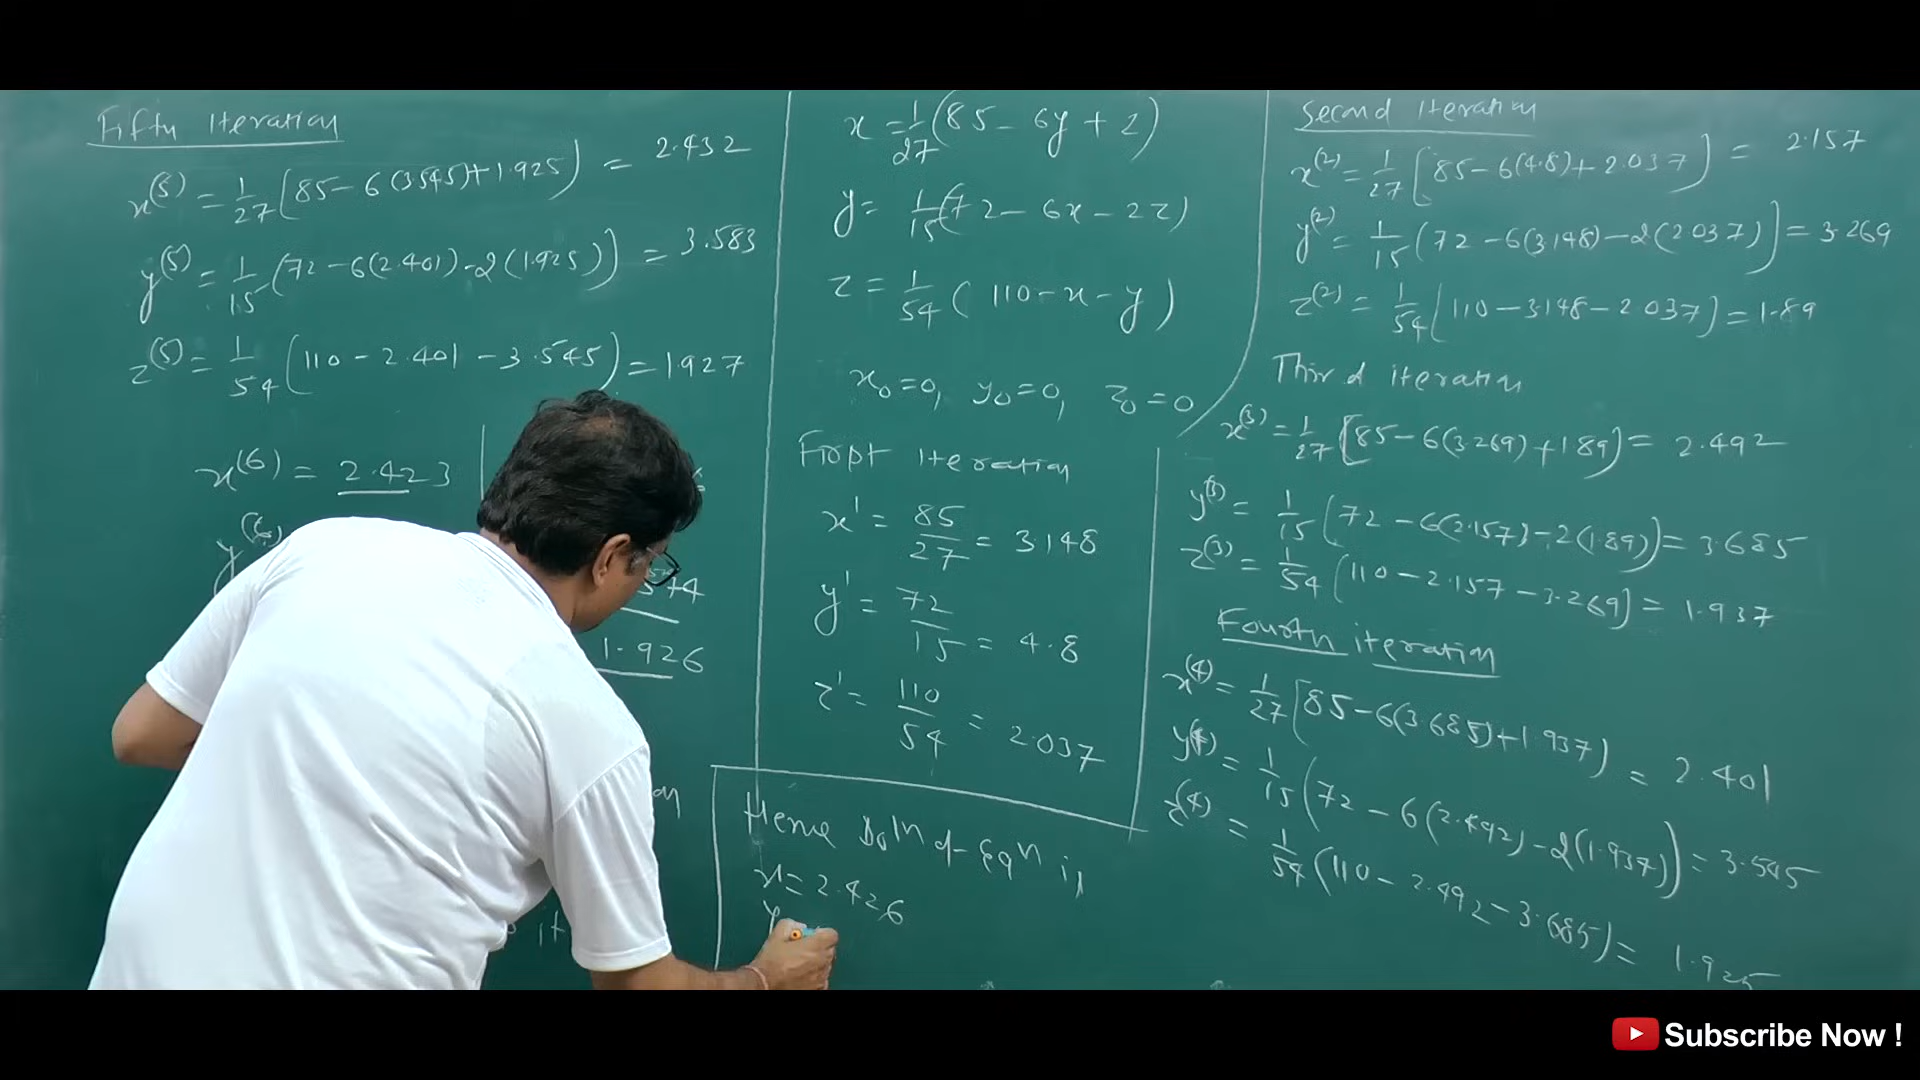 Fifth Iteration
x^(5) = 1/27 [85 - 6(3.545) + 1.925) = 2.432
y^(5) = 1/15 (72 - 6(2.401) - 2(1.925)) = 3.583
z^(5) = 1/54 (110 - 2.401 - 3.545) = 1.927
x^(6) = 2.423
y^(6)
574
1.926
on
it
x = 1/27 (85 - 6y + z)
y = 1/15 (72 - 6x - 2z)
z = 1/54 (110 - x - y)
x0 = 0, y0 = 0, z0 = 0
First Iteration
x' = 85/27 = 3.148
y' = 72/15 = 4.8
z' = 110/54 = 2.037
Hence Soln of Eqn is
x = 2.426
y
Second Iteration
x^(2) = 1/27 [85 - 6(4.8) + 2.037) = 2.157
y^(2) = 1/15 (72 - 6(3.148) - 2(2.037)] = 3.269
z^(2) = 1/54 (110 - 3.148 - 2.037) = 1.89
Third iteration
x^(3) = 1/27 [85 - 6(3.269) + 1.89) = 2.492
y^(3) = 1/15 (72 - 6(2.157) - 2(1.89)) = 3.685
z^(3) = 1/54 (110 - 2.157 - 3.269) = 1.937
Fourth iteration
x^(4) = 1/27 [85 - 6(3.685) + 1.937) = 2.401
y^(4) = 1/15 (72 - 6(2.492) - 2(1.937)) = 3.545
z^(4) = 1/54 (110 - 2.492 - 3.685) = 1.925
Subscribe Now !